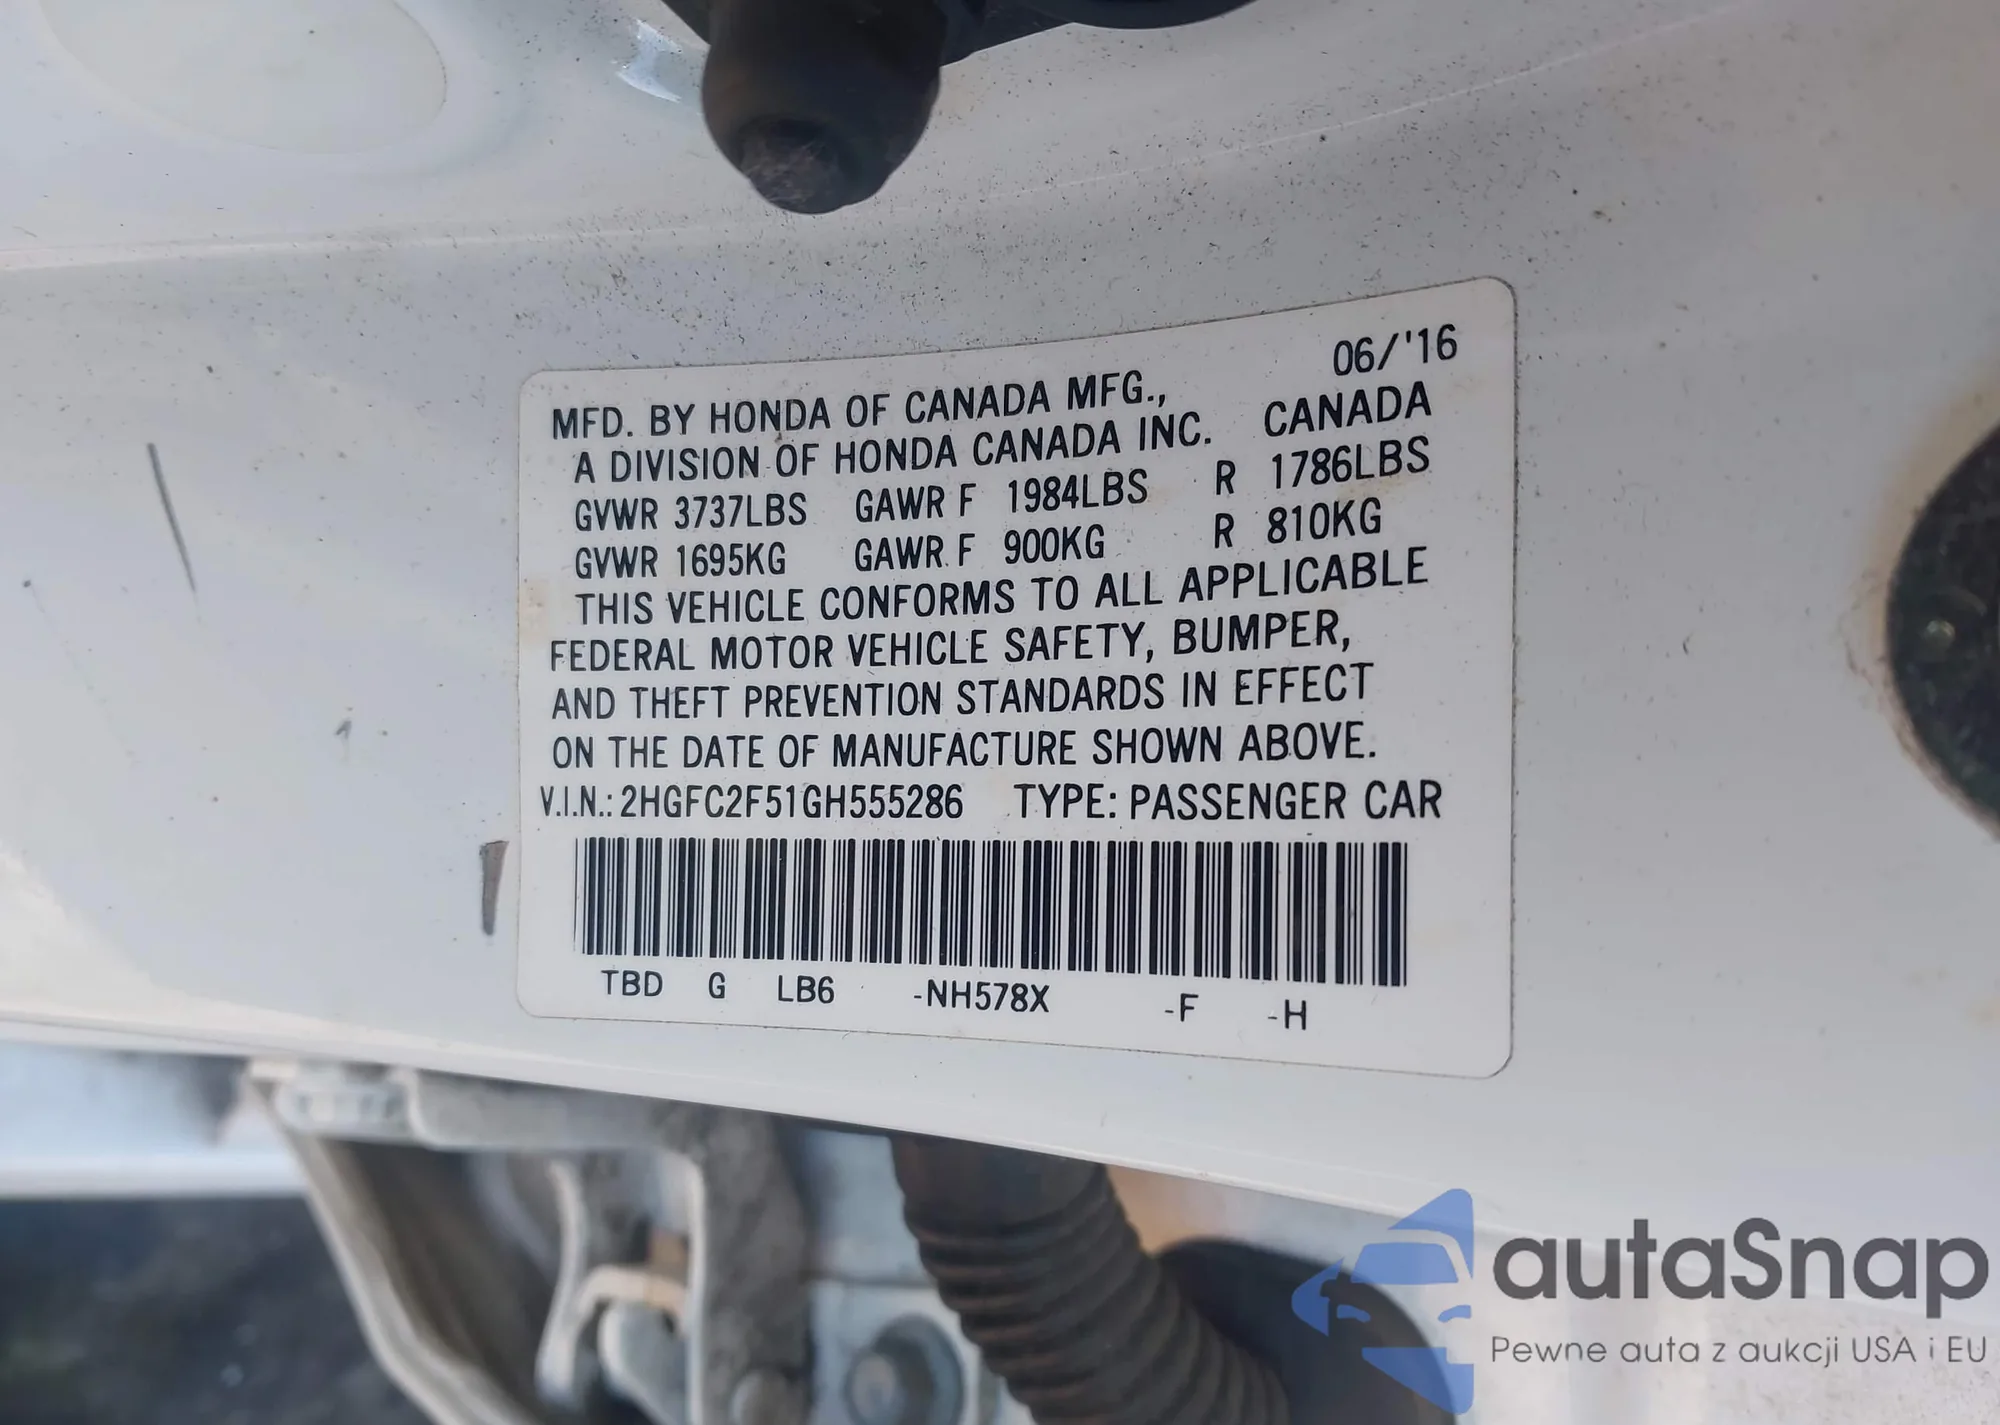 06/'16
MFD. BY HONDA OF CANADA MFG.,
A DIVISION OF HONDA CANADA INC. CANADA
GVWR 3737LBS GAWR F 1984LBS R 1786LBS
GVWR 1695KG GAWR F 900KG R 810KG
THIS VEHICLE CONFORMS TO ALL APPLICABLE
FEDERAL MOTOR VEHICLE SAFETY, BUMPER,
AND THEFT PREVENTION STANDARDS IN EFFECT
ON THE DATE OF MANUFACTURE SHOWN ABOVE.
V.I.N.: 2HGFC2F51GH555286 TYPE: PASSENGER CAR
TBD G LB6 -NH578X -F -H
autaSnap
Pewne auta z aukcji USA i EU